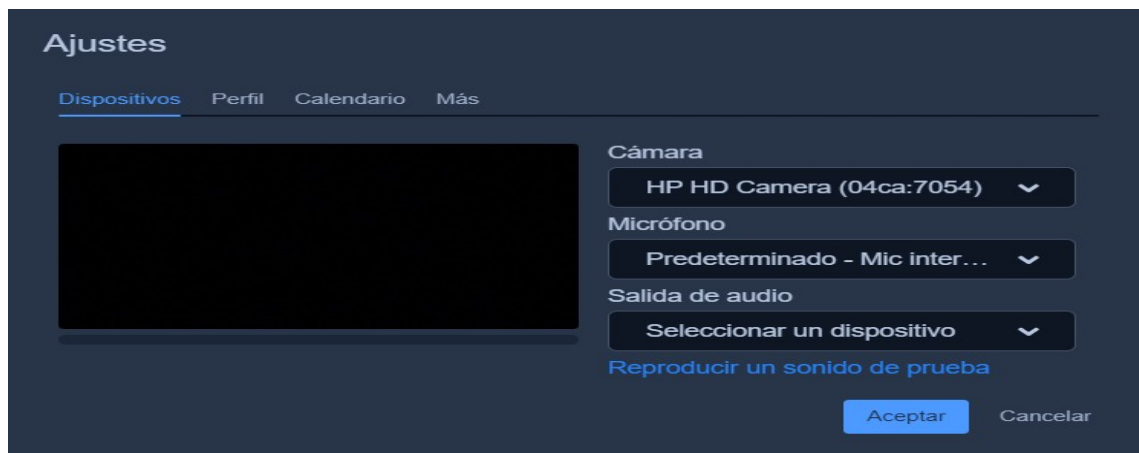 Ajustes
Dispositivos Perfil Calendario Más
Cámara
HP HD Camera (04ca:7054)
Micrófono
Predeterminado - Mic inter...
Salida de audio
Seleccionar un dispositivo
Reproducir un sonido de prueba
Aceptar Cancelar